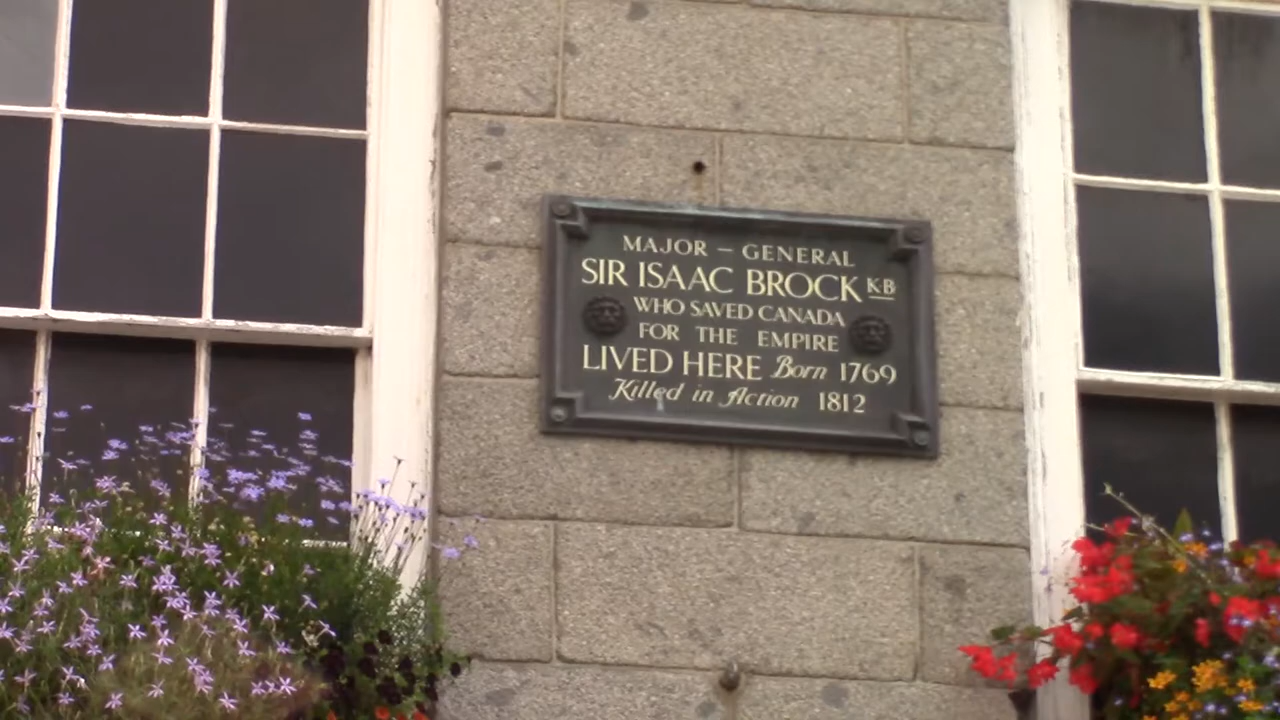 MAJOR – GENERAL
SIR ISAAC BROCK KB
WHO SAVED CANADA
FOR THE EMPIRE
LIVED HERE Born 1769
Killed in Action 1812